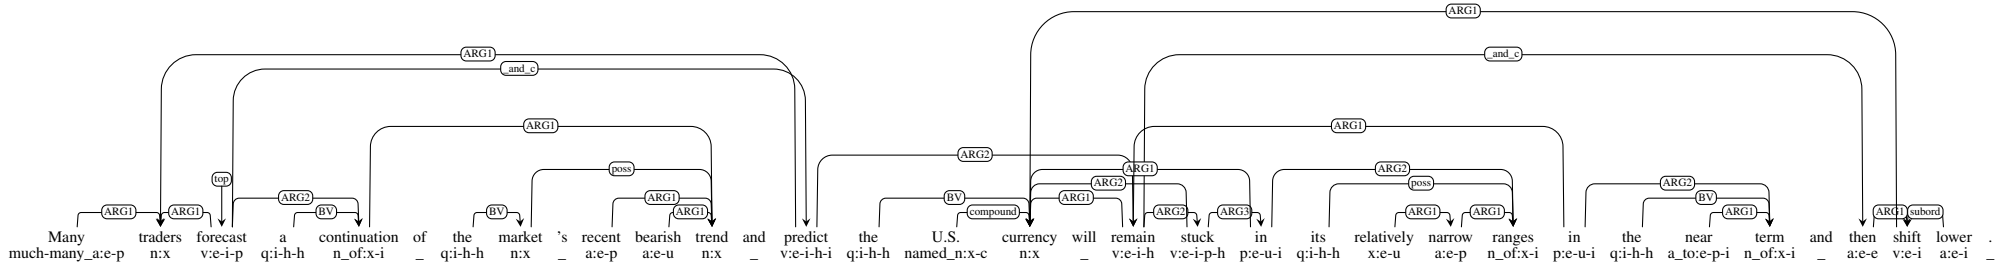 ARG1
ARG1 _and_c
_and_c
ARG1 ARG1
ARG2
poss ARG1 ARG2
top ARG2 poss ARG2
ARG2 ARG1 BV ARG1 BV
ARG1 ARG1 BV BV ARG1 compound ARG2 ARG3 ARG1 ARG1 ARG1 ARG1 subord
Many traders forecast a continuation of the market 's recent bearish trend and predict the U.S. currency will remain stuck in its relatively narrow ranges in the near term and then shift lower .
much-many_a:e-p n:x v:e-i-p q:i-h-h n_of:x-i _ q:i-h-h n:x _ a:e-p a:e-u n:x _ v:e-i-h-i q:i-h-h named_n:x-c n:x _ v:e-i-h v:e-i-p-h p:e-u-i q:i-h-h x:e-u a:e-p n_of:x-i p:e-u-i q:i-h-h a_to:e-p-i n_of:x-i _ a:e-e v:e-i a:e-i _